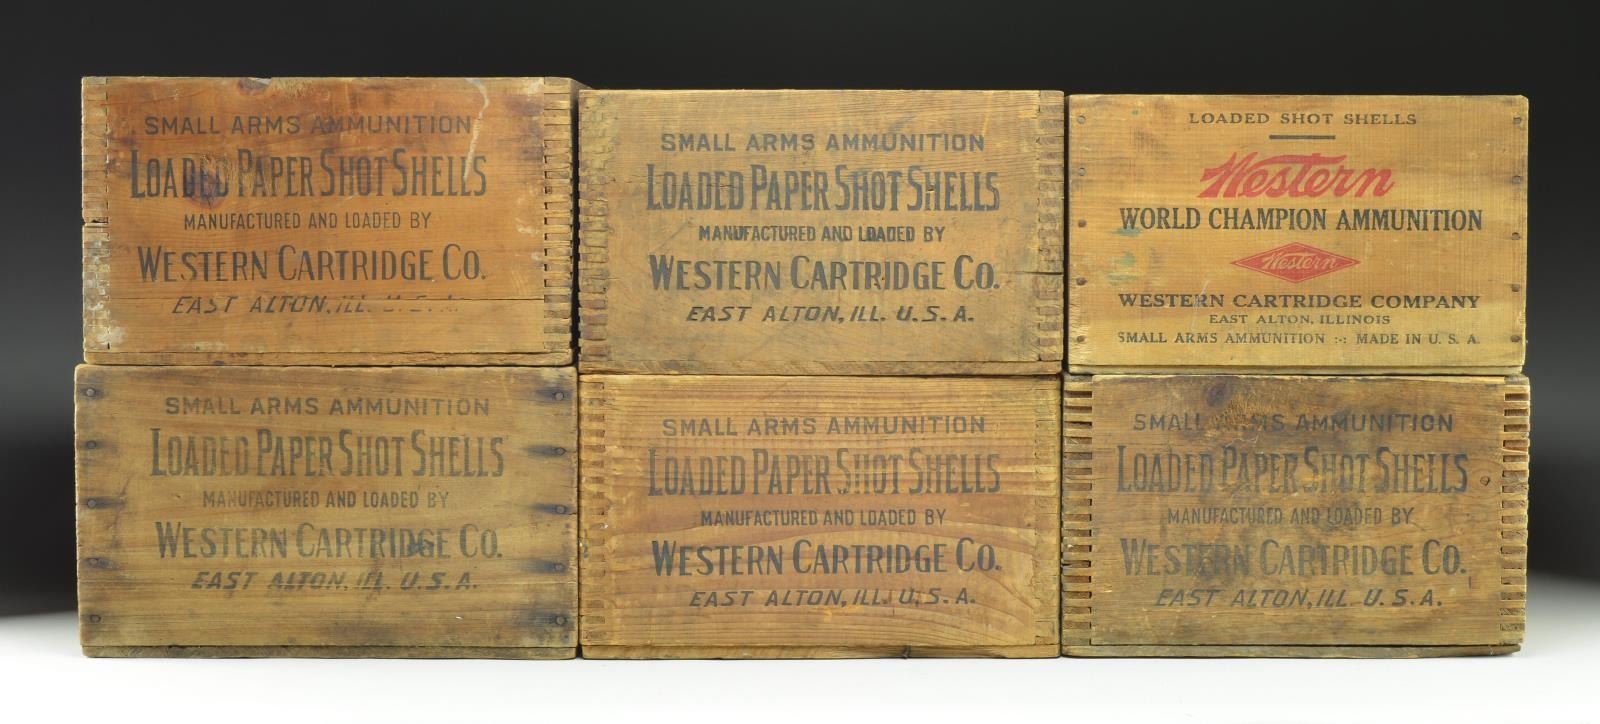 SMALL ARMS AMMUNITION
LOADED PAPER SHOT SHELLS
MANUFACTURED AND LOADED BY
WESTERN CARTRIDGE CO.
EAST ALTON, ILL. U.S.A.
SMALL ARMS AMMUNITION
LOADED PAPER SHOT SHELLS
MANUFACTURED AND LOADED BY
WESTERN CARTRIDGE CO.
EAST ALTON, ILL. U.S.A.
LOADED SHOT SHELLS
Western
WORLD CHAMPION AMMUNITION
Western
WESTERN CARTRIDGE COMPANY
EAST ALTON, ILLINOIS
SMALL ARMS AMMUNITION :-: MADE IN U. S. A.
SMALL ARMS AMMUNITION
LOADED PAPER SHOT SHELLS
MANUFACTURED AND LOADED BY
WESTERN CARTRIDGE CO.
EAST ALTON, ILL. U.S.A.
SMALL ARMS AMMUNITION
LOADED PAPER SHOT SHELLS
MANUFACTURED AND LOADED BY
WESTERN CARTRIDGE CO.
EAST ALTON, ILL. U.S.A.
SMALL ARMS AMMUNITION
LOADED PAPER SHOT SHELLS
MANUFACTURED AND LOADED BY
WESTERN CARTRIDGE CO.
EAST ALTON, ILL. U.S.A.